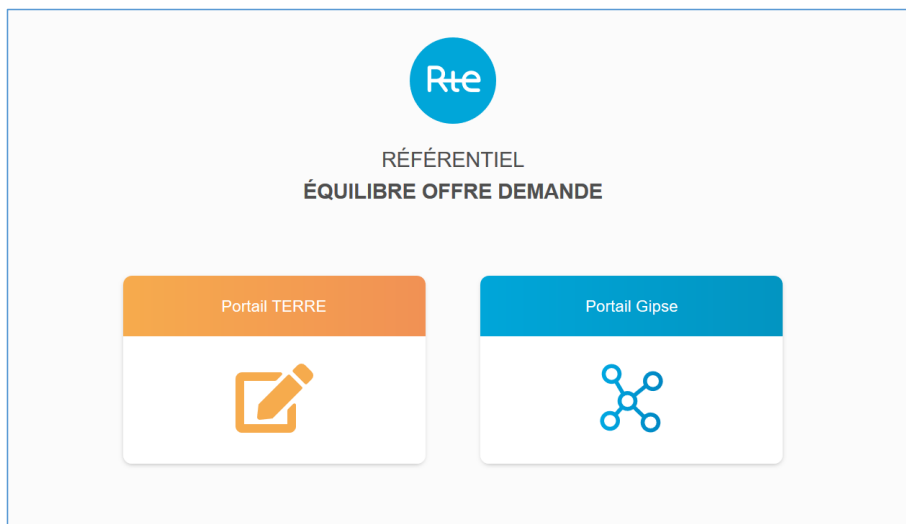 Rte
RÉFÉRENTIEL
ÉQUILIBRE OFFRE DEMANDE
Portail TERRE
Portail Gipse